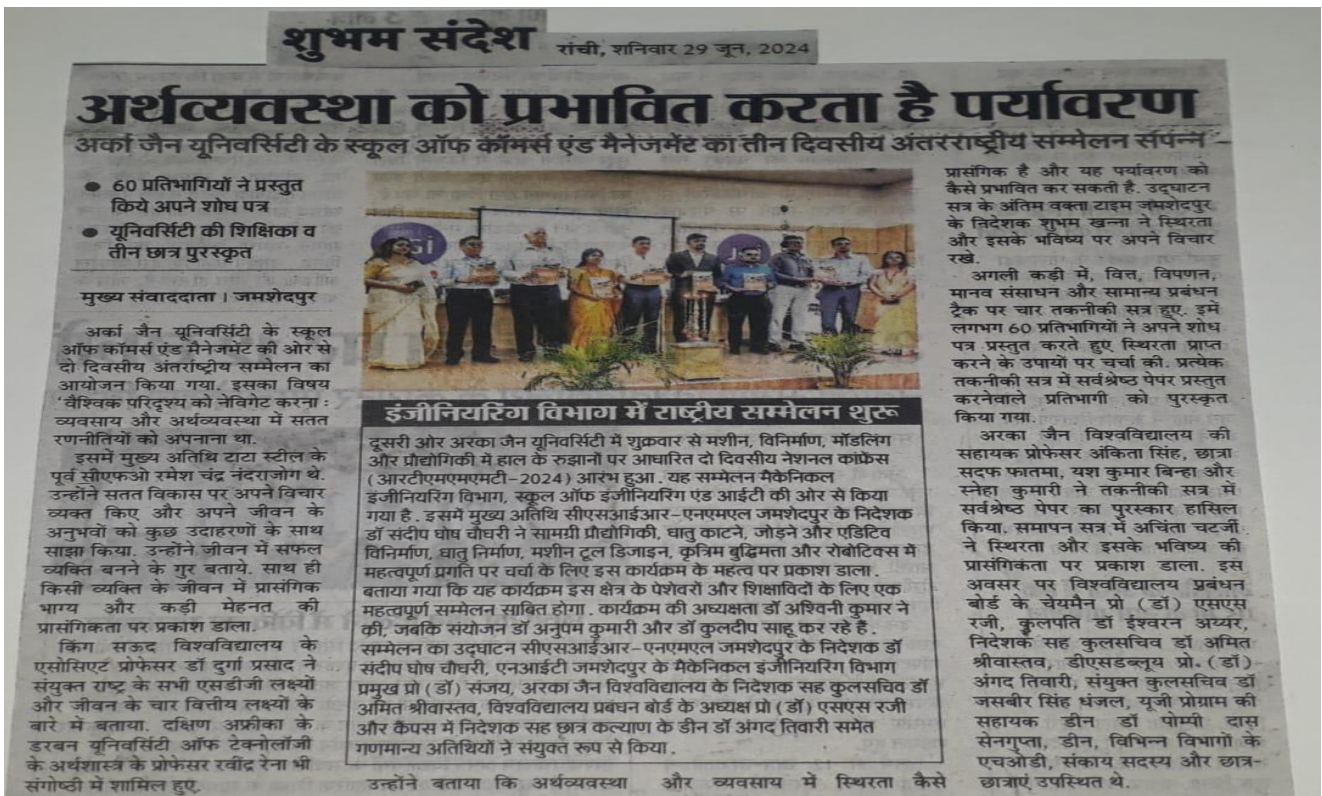 शुभम संदेश
रांची, शनिवार 29 जून, 2024
अर्थव्यवस्था को प्रभावित करता है पर्यावरण
अर्का जैन यूनिवर्सिटी के स्कूल ऑफ कॉमर्स एंड मैनेजमेंट का तीन दिवसीय अंतरराष्ट्रीय सम्मेलन संपन्न
● 60 प्रतिभागियों ने प्रस्तुत
किये अपने शोध पत्र
● यूनिवर्सिटी की शिक्षिका व
तीन छात्र पुरस्कृत
मुख्य संवाददाता। जमशेदपुर
अर्का जैन यूनिवर्सिटी के स्कूल
ऑफ कॉमर्स एंड मैनेजमेंट की ओर से
दो दिवसीय अंतर्राष्ट्रीय सम्मेलन का
आयोजन किया गया. इसका विषय
'वैश्विक परिदृश्य को नेविगेट करना :
व्यवसाय और अर्थव्यवस्था में सतत
रणनीतियों को अपनाना था.
इसमें मुख्य अतिथि टाटा स्टील के
पूर्व सीएफओ रमेश चंद्र नंदराजोग थे.
उन्होंने सतत विकास पर अपने विचार
व्यक्त किए और अपने जीवन के
अनुभवों को कुछ उदाहरणों के साथ
साझा किया. उन्होंने जीवन में सफल
व्यक्ति बनने के गुर बताये. साथ ही
किसी व्यक्ति के जीवन में प्रासंगिक
भाग्य और कड़ी मेहनत की
प्रासंगिकता पर प्रकाश डाला.
किंग सऊद विश्वविद्यालय के
एसोसिएट प्रोफेसर डॉ दुर्गा प्रसाद ने
संयुक्त राष्ट्र के सभी एसडीजी लक्ष्यों
और जीवन के चार वित्तीय लक्ष्यों के
बारे में बताया. दक्षिण अफ्रीका के
डरबन यूनिवर्सिटी ऑफ टेक्नोलॉजी
के अर्थशास्त्र के प्रोफेसर रवींद्र रेना भी
संगोष्ठी में शामिल हुए.
इंजीनियरिंग विभाग में राष्ट्रीय सम्मेलन शुरू
दूसरी ओर अरका जैन यूनिवर्सिटी में शुक्रवार से मशीन, विनिर्माण, मॉडलिंग
और प्रौद्योगिकी में हाल के रुझानों पर आधारित दो दिवसीय नेशनल कांफ्रेंस
(आरटीएमएमएमटी-2024) आरंभ हुआ. यह सम्मेलन मैकेनिकल
इंजीनियरिंग विभाग, स्कूल ऑफ इंजीनियरिंग एंड आईटी की ओर से किया
गया है. इसमें मुख्य अतिथि सीएसआईआर-एनएमएल जमशेदपुर के निदेशक
डॉ संदीप घोष चौधरी ने सामग्री प्रौद्योगिकी, धातु काटने, जोड़ने और एडिटिव
विनिर्माण, धातु निर्माण, मशीन टूल डिजाइन, कृत्रिम बुद्धिमता और रोबोटिक्स में
महत्वपूर्ण प्रगति पर चर्चा के लिए इस कार्यक्रम के महत्व पर प्रकाश डाला.
बताया गया कि यह कार्यक्रम इस क्षेत्र के पेशेवरों और शिक्षाविदों के लिए एक
महत्वपूर्ण सम्मेलन साबित होगा. कार्यक्रम की अध्यक्षता डॉ अश्विनी कुमार ने
की, जबकि संयोजन डॉ अनुपम कुमारी और डॉ कुलदीप साहू कर रहे हैं.
सम्मेलन का उद्घाटन सीएसआईआर-एनएमएल जमशेदपुर के निदेशक डॉ
संदीप घोष चौधरी, एनआईटी जमशेदपुर के मैकेनिकल इंजीनियरिंग विभाग
प्रमुख प्रो (डॉ) संजय, अरका जैन विश्वविद्यालय के निदेशक सह कुलसचिव डॉ
अमित श्रीवास्तव, विश्वविद्यालय प्रबंधन बोर्ड के अध्यक्ष प्रो (डॉ) एसएस रजी
और कैंपस में निदेशक सह छात्र कल्याण के डीन डॉ अंगद तिवारी समेत
गणमान्य अतिथियों ने संयुक्त रूप से किया.
उन्होंने बताया कि अर्थव्यवस्था
और व्यवसाय में स्थिरता कैसे
प्रासंगिक है और यह पर्यावरण को
कैसे प्रभावित कर सकती है. उद्घाटन
सत्र के अंतिम वक्ता टाइम जमशेदपुर
के निदेशक शुभम खन्ना ने स्थिरता
और इसके भविष्य पर अपने विचार
रखे.
अगली कड़ी में, वित्त, विपणन,
मानव संसाधन और सामान्य प्रबंधन
ट्रैक पर चार तकनीकी सत्र हुए. इमें
लगभग 60 प्रतिभागियों ने अपने शोध
पत्र प्रस्तुत करते हुए स्थिरता प्राप्त
करने के उपायों पर चर्चा की. प्रत्येक
तकनीकी सत्र में सर्वश्रेष्ठ पेपर प्रस्तुत
करनेवाले प्रतिभागी को पुरस्कृत
किया गया.
अरका जैन विश्वविद्यालय की
सहायक प्रोफेसर अंकिता सिंह, छात्रा
सदफ फातमा, यश कुमार बिन्हा और
स्नेहा कुमारी ने तकनीकी सत्र में
सर्वश्रेष्ठ पेपर का पुरस्कार हासिल
किया. समापन सत्र में अचिंता चटर्जी
ने स्थिरता और इसके भविष्य की
प्रासंगिकता पर प्रकाश डाला. इस
अवसर पर विश्वविद्यालय प्रबंधन
बोर्ड के चेयमैन प्रो (डॉ) एसएस
रजी, कुलपति डॉ ईश्वरन अय्यर,
निदेशक सह कुलसचिव डॉ अमित
श्रीवास्तव, डीएसडब्लूय प्रो. (डॉ)
अंगद तिवारी, संयुक्त कुलसचिव डॉ
जसबीर सिंह धंजल, यूजी प्रोग्राम की
सहायक डीन डॉ पोम्पी दास
सेनगुप्ता, डीन, विभिन्न विभागों के
एचओडी, संकाय सदस्य और छात्र-
छात्राएं उपस्थित थे.